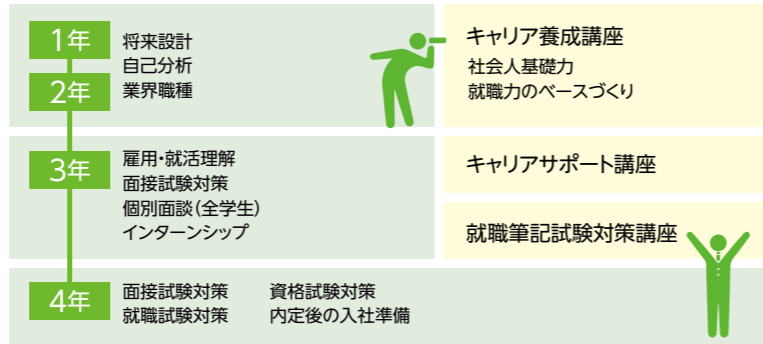 1年
2年
将来設計
自己分析
業界職種
キャリア養成講座
社会人基礎力
就職力のベースづくり
3年
雇用・就活理解
面接試験対策
個別面談(全学生)
インターンシップ
キャリアサポート講座
就職筆記試験対策講座
4年
面接試験対策 資格試験対策
就職試験対策 内定後の入社準備